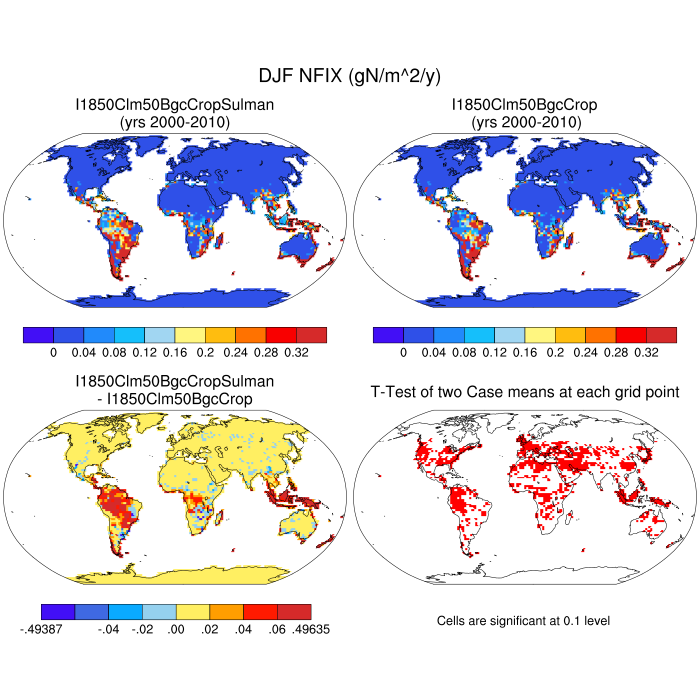 DJF NFIX (gN/m^2/y)
I1850Clm50BgcCropSulman
(yrs 2000-2010)
I1850Clm50BgcCrop
(yrs 2000-2010)
0 0.04 0.08 0.12 0.16 0.2 0.24 0.28 0.32
0 0.04 0.08 0.12 0.16 0.2 0.24 0.28 0.32
I1850Clm50BgcCropSulman
- I1850Clm50BgcCrop
T-Test of two Case means at each grid point
-.49387 -.04 -.02 .00 .02 .04 .06 .49635
Cells are significant at 0.1 level